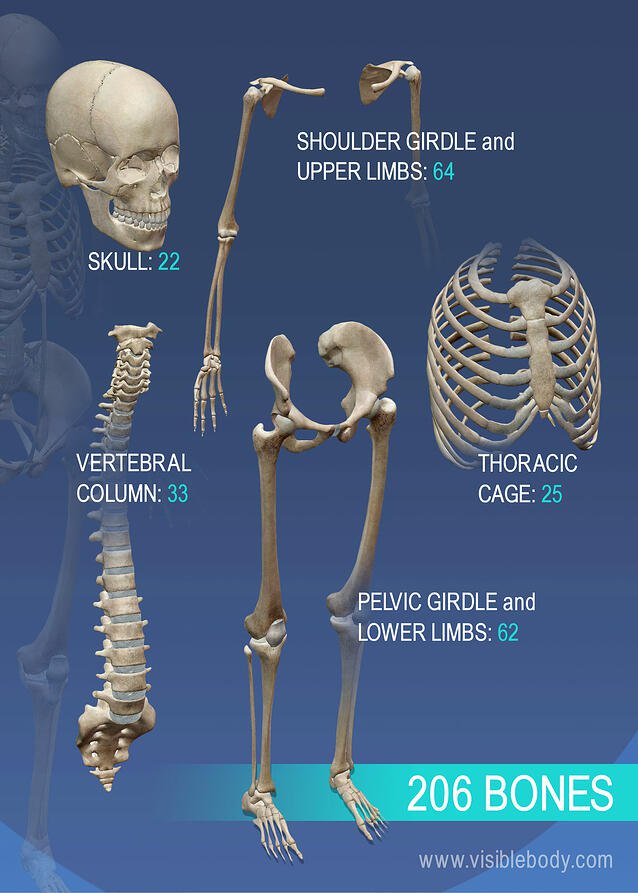 SHOULDER GIRDLE and
UPPER LIMBS: 64
SKULL: 22
VERTEBRAL
COLUMN: 33
THORACIC
CAGE: 25
PELVIC GIRDLE and
LOWER LIMBS: 62
206 BONES
www.visiblebody.com